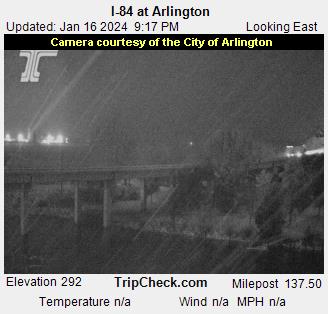 I-84 at Arlington
Updated: Jan 16 2024 9:17 PM Looking East
Camera courtesy of the City of Arlington
Elevation 292 TripCheck.com Milepost 137.50
Temperature n/a Wind n/a MPH n/a